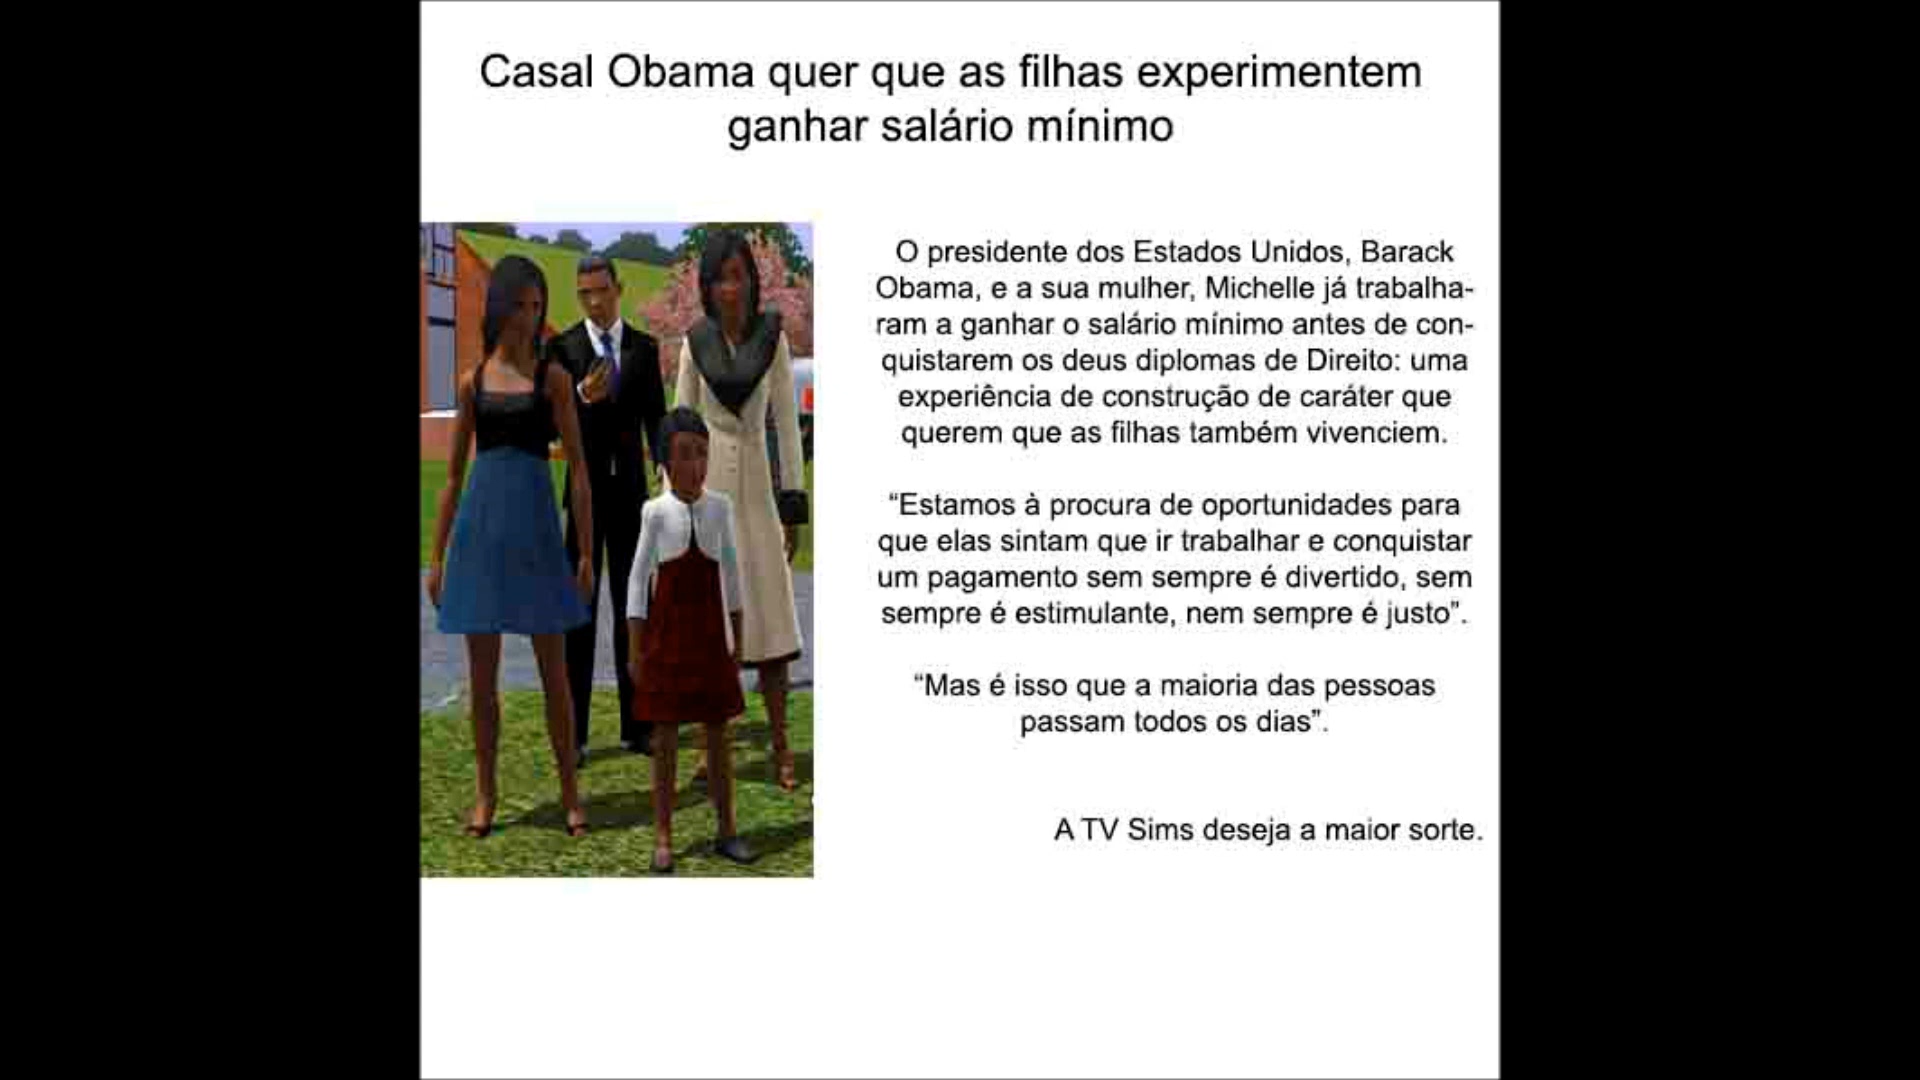 Casal Obama quer que as filhas experimentem
ganhar salário mínimo
O presidente dos Estados Unidos, Barack
Obama, e a sua mulher, Michelle já trabalha-
ram a ganhar o salário mínimo antes de con-
quistarem os deus diplomas de Direito: uma
experiência de construção de caráter que
querem que as filhas também vivenciem.
“Estamos à procura de oportunidades para
que elas sintam que ir trabalhar e conquistar
um pagamento sem sempre é divertido, sem
sempre é estimulante, nem sempre é justo”.
“Mas é isso que a maioria das pessoas
passam todos os dias”.
A TV Sims deseja a maior sorte.